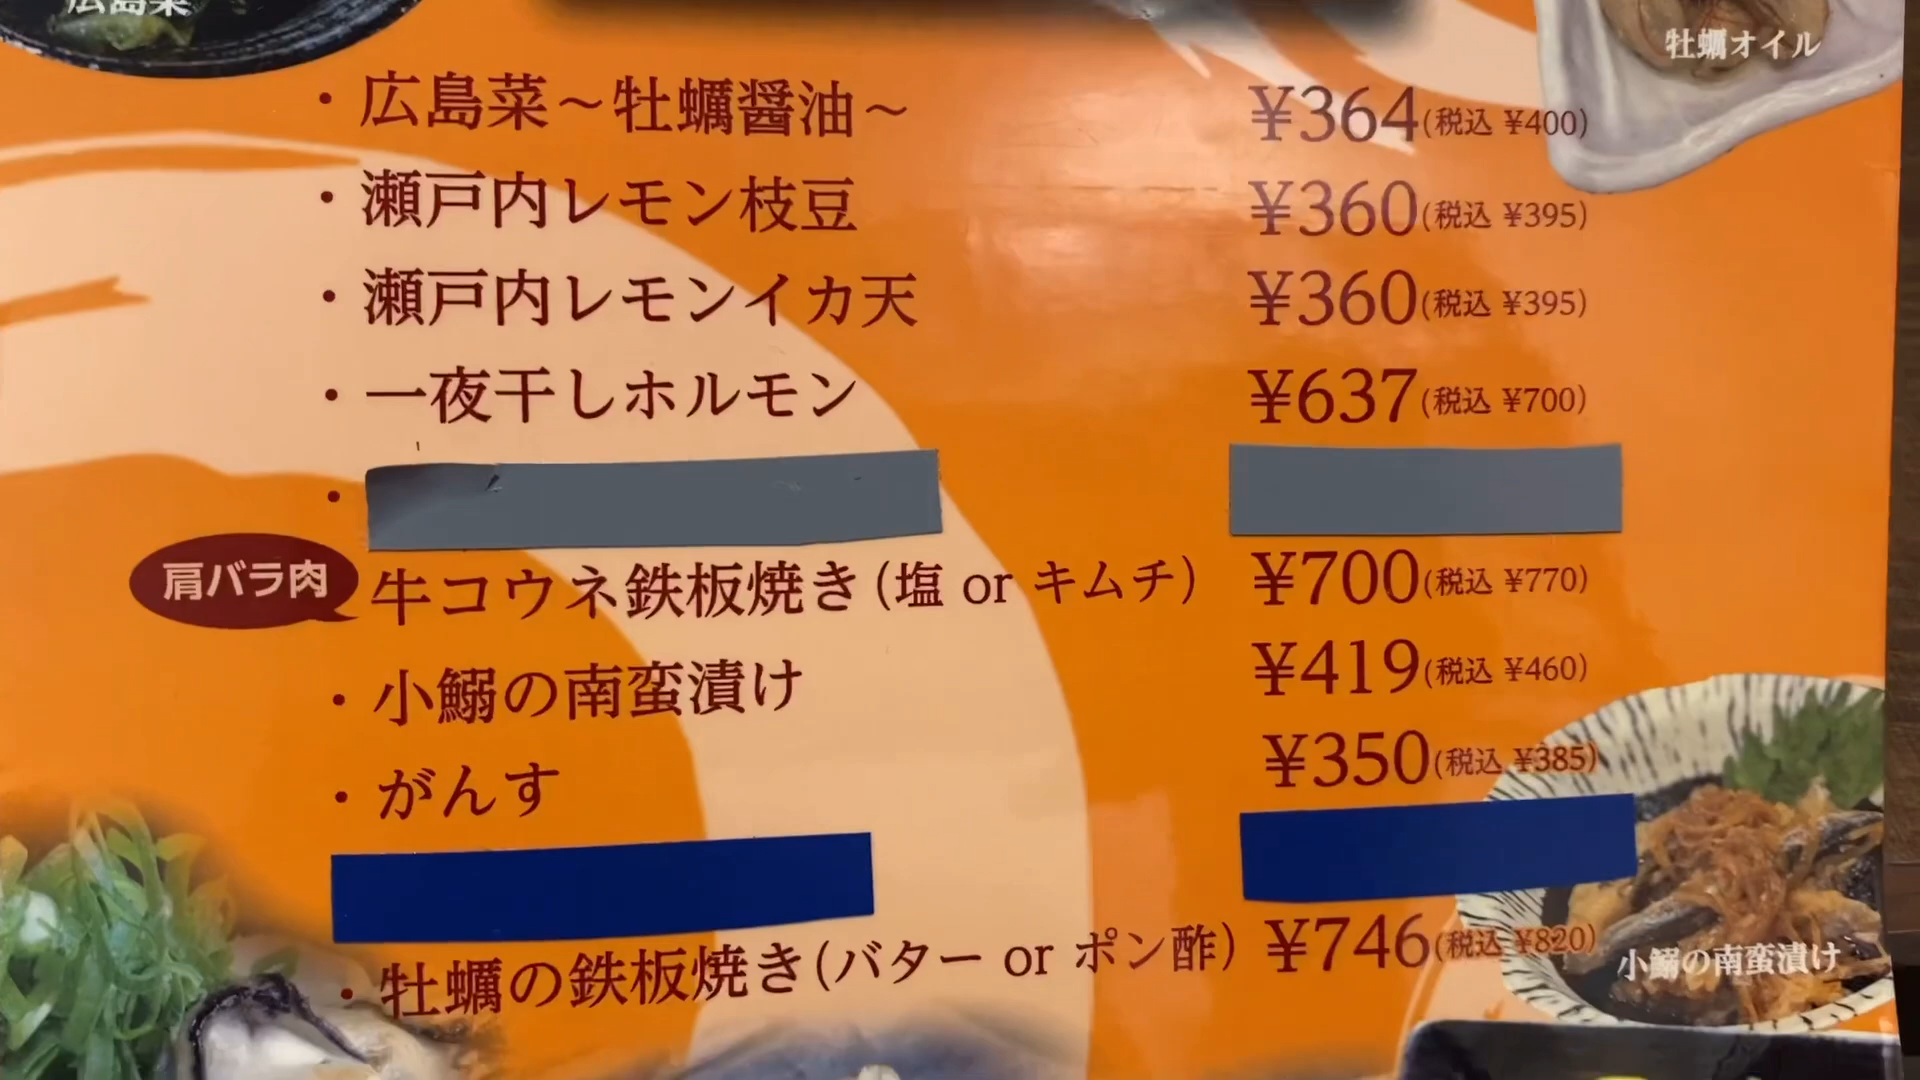 広島菜
牡蠣オイル
・広島菜～牡蠣醤油～ ¥364(税込 ¥400)
・瀬戸内レモン枝豆 ¥360(税込 ¥395)
・瀬戸内レモンイカ天 ¥360(税込 ¥395)
・一夜干しホルモン ¥637(税込 ¥700)
・
肩バラ肉 牛コウネ鉄板焼き(塩 or キムチ) ¥700(税込 ¥770)
・小鰯の南蛮漬け ¥419(税込 ¥460)
・がんす ¥350(税込 ¥385)
・牡蠣の鉄板焼き(バター or ポン酢) ¥746(税込 ¥820)
小鰯の南蛮漬け